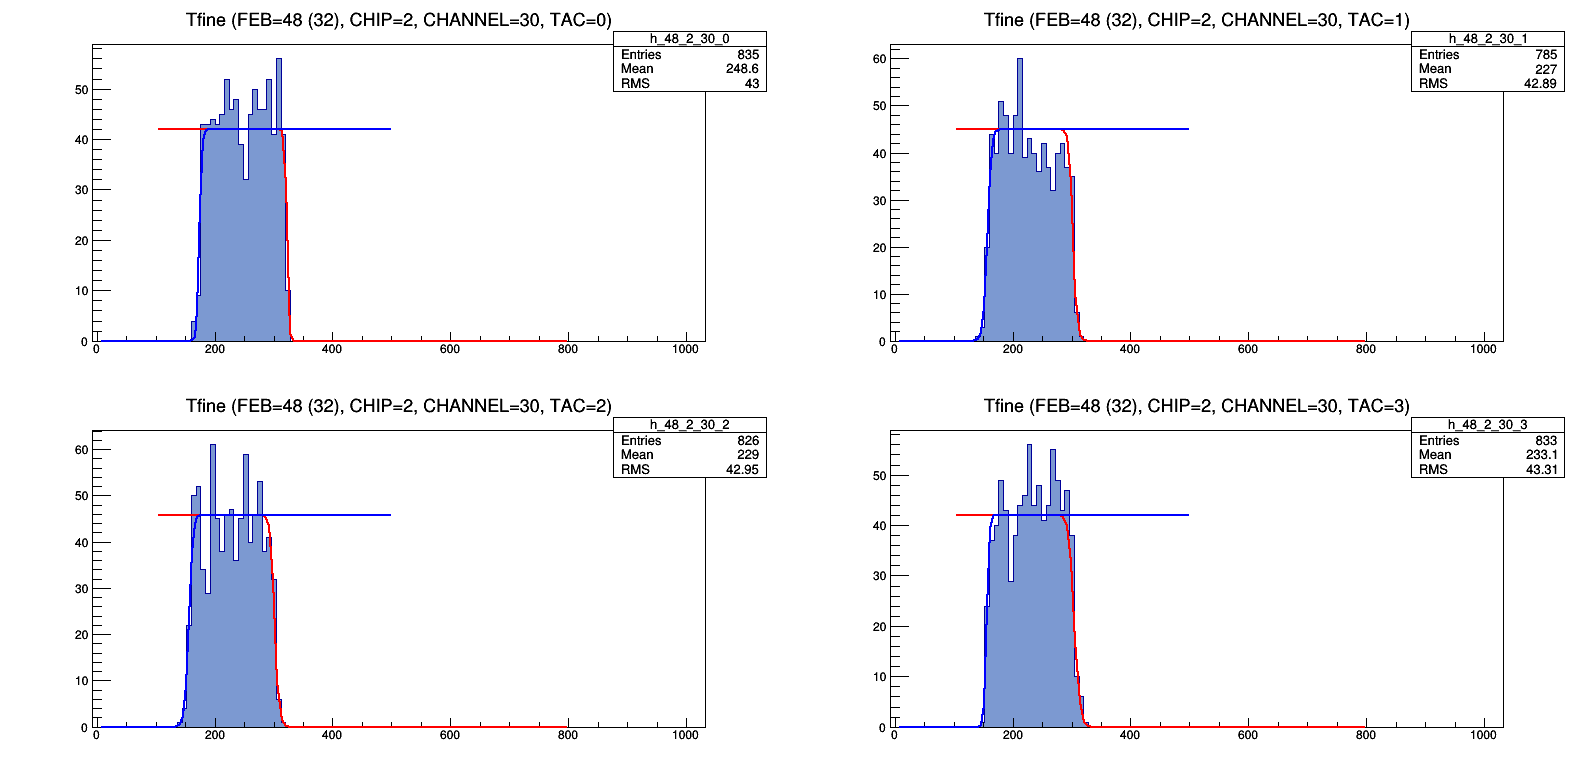 Tfine (FEB=48 (32), CHIP=2, CHANNEL=30, TAC=0)
h_48_2_30_0
Entries 835
Mean 248.6
RMS 43
50
40
30
20
10
0
0 200 400 600 800 1000
Tfine (FEB=48 (32), CHIP=2, CHANNEL=30, TAC=1)
h_48_2_30_1
Entries 785
Mean 227
RMS 42.89
60
50
40
30
20
10
0
0 200 400 600 800 1000
Tfine (FEB=48 (32), CHIP=2, CHANNEL=30, TAC=2)
h_48_2_30_2
Entries 826
Mean 229
RMS 42.95
60
50
40
30
20
10
0
0 200 400 600 800 1000
Tfine (FEB=48 (32), CHIP=2, CHANNEL=30, TAC=3)
h_48_2_30_3
Entries 833
Mean 233.1
RMS 43.31
50
40
30
20
10
0
0 200 400 600 800 1000